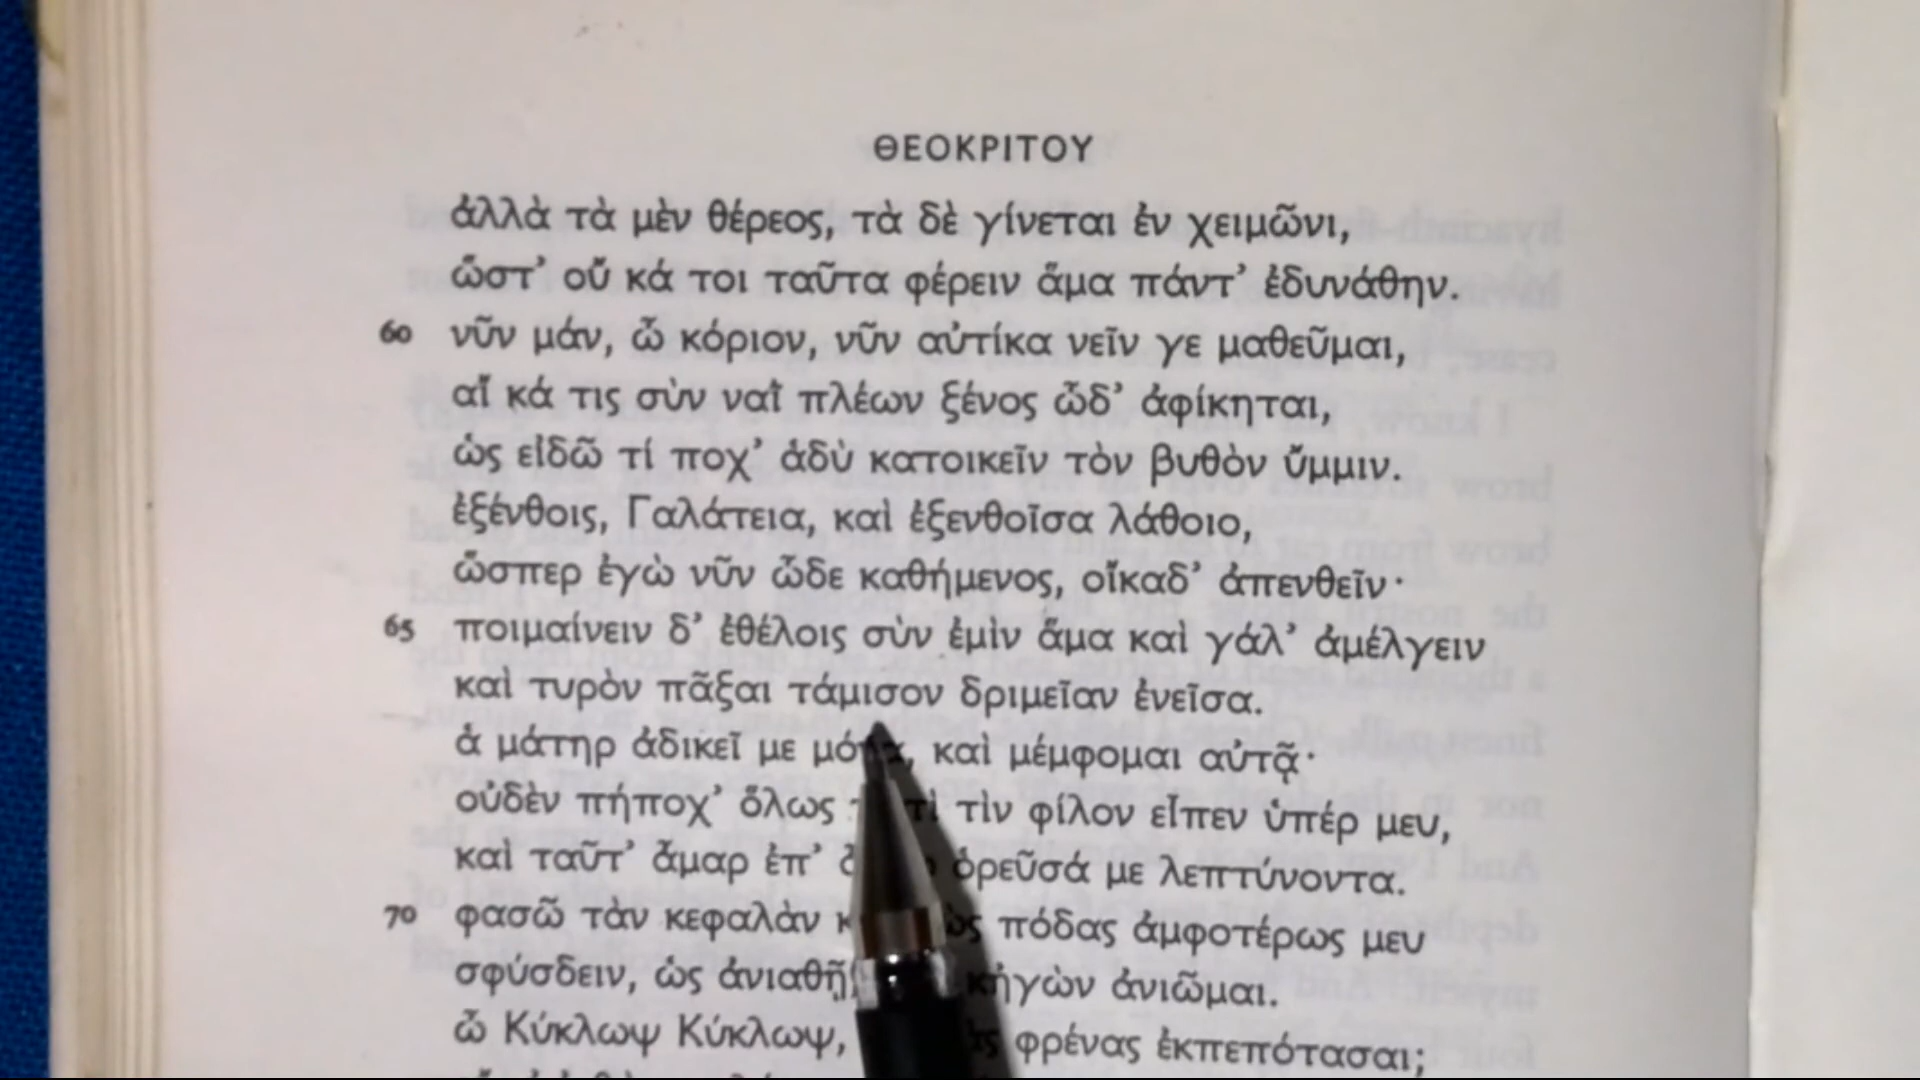 ΘΕΟΚΡΙΤΟΥ
ἀλλὰ τὰ μὲν θέρεος, τὰ δὲ γίνεται ἐν χειμῶνι,
ὥστ’ οὔ κά τοι ταῦτα φέρειν ἅμα πάντ’ ἐδυνάθην.
60 νῦν μάν, ὦ κόριον, νῦν αὐτίκα νεῖν γε μαθεῦμαι,
αἴ κά τις σὺν ναῒ πλέων ξένος ὧδ’ ἀφίκηται,
ὡς εἰδῶ τί ποχ’ ἁδὺ κατοικεῖν τὸν βυθὸν ὔμμιν.
ἐξένθοις, Γαλάτεια, καὶ ἐξενθοῖσα λάθοιο,
ὥσπερ ἐγὼ νῦν ὧδε καθήμενος, οἴκαδ’ ἀπενθεῖν·
65 ποιμαίνειν δ’ ἐθέλοις σὺν ἐμὶν ἅμα καὶ γάλ’ ἀμέλγειν
καὶ τυρὸν πᾶξαι τάμισον δριμεῖαν ἐνεῖσα.
ἁ μάτηρ ἀδικεῖ με μόνα, καὶ μέμφομαι αὐτᾷ·
οὐδὲν πήποχ’ ὅλως τὶν φίλον εἶπεν ὑπέρ μευ,
καὶ ταῦτ’ ἆμαρ ἐπ’ ὁρεῦσά με λεπτύνοντα.
70 φασῶ τὰν κεφαλὰν πόδας ἀμφοτέρως μευ
σφύσδειν, ὡς ἀνιαθῇ κἠγὼν ἀνιῶμαι.
ὦ Κύκλωψ Κύκλωψ, φρένας ἐκπεπότασαι;